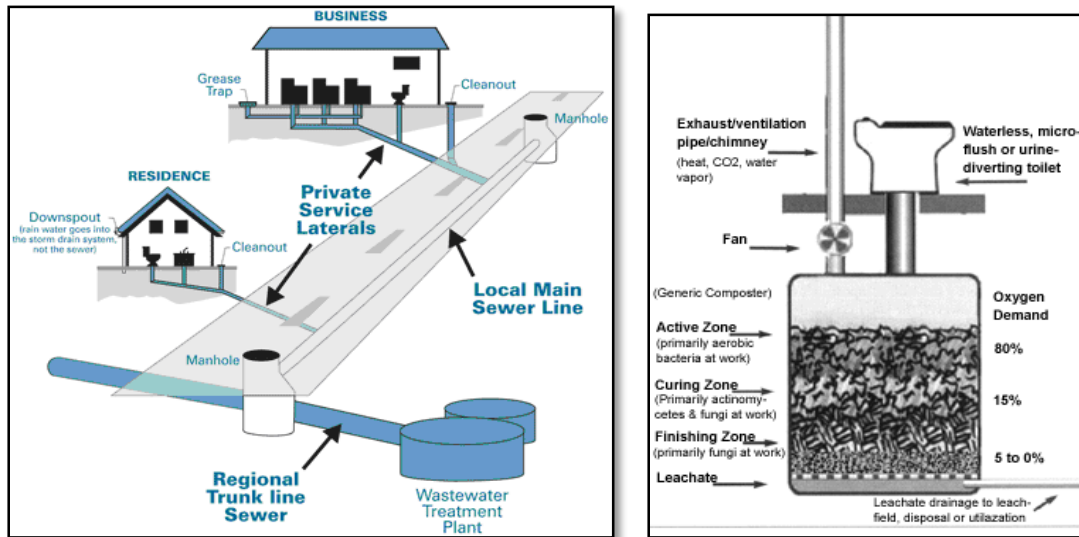 BUSINESS
Grease
Trap
Cleanout
Manhole
RESIDENCE
Downspout
(rain water goes into
the storm drain system,
not the sewer)
Cleanout
Private
Service
Laterals
Local Main
Sewer Line
Manhole
Regional
Trunk line
Sewer
Wastewater
Treatment
Plant
Exhaust/ventilation
pipe/chimney
(heat, CO2, water
vapor)
Waterless, micro-
flush or urine-
diverting toilet
Fan
(Generic Composter)
Oxygen
Demand
Active Zone
(primarily aerobic
bacteria at work)
80%
Curing Zone
(Primarily actinomy-
cetes & fungi at work)
15%
Finishing Zone
(primarily fungi at work)
5 to 0%
Leachate
Leachate drainage to leach-
field, disposal or utilazation